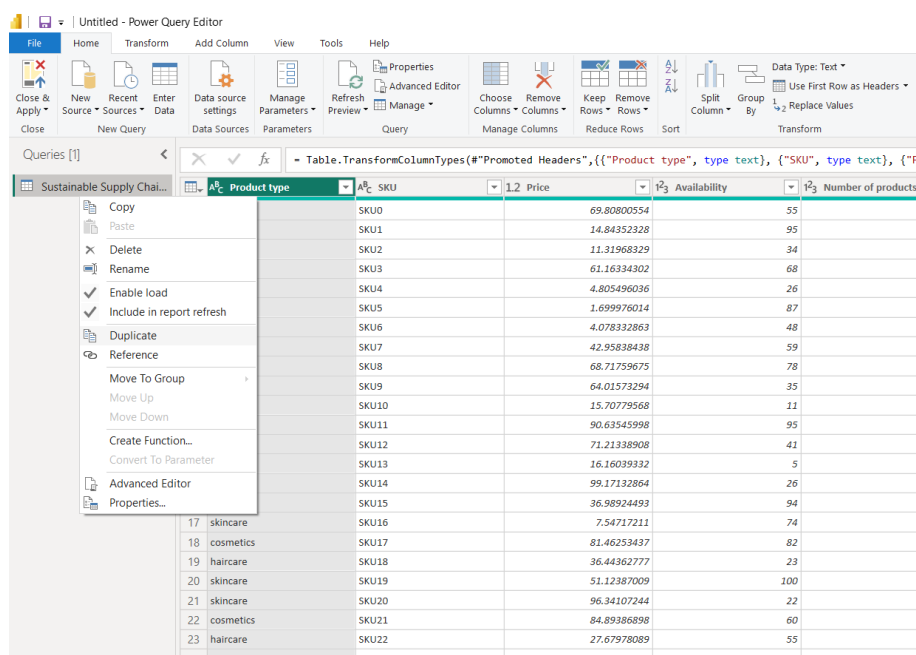 Untitled - Power Query Editor
File Home Transform Add Column View Tools Help
Close & Apply
New Source
Recent Sources
Enter Data
Data source settings
Manage Parameters
Refresh Preview
Properties
Advanced Editor
Manage
Choose Columns
Remove Columns
Keep Rows
Remove Rows
Split Column
Group By
Data Type: Text
Use First Row as Headers
Replace Values
Close New Query Data Sources Parameters Query Manage Columns Reduce Rows Sort Transform
Queries [1]
fx = Table.TransformColumnTypes(#"Promoted Headers",{{"Product type", type text}, {"SKU", type text}, {"P
Sustainable Supply Chai...
ABC Product type ABC SKU 1.2 Price 123 Availability 123 Number of products
Copy
Paste
Delete
Rename
Enable load
Include in report refresh
Duplicate
Reference
Move To Group
Move Up
Move Down
Create Function...
Convert To Parameter
Advanced Editor
Properties...
SKU0 69.80800554 55
SKU1 14.84352328 95
SKU2 11.31968329 34
SKU3 61.16334302 68
SKU4 4.805496036 26
SKU5 1.699976014 87
SKU6 4.078332863 48
SKU7 42.95838438 59
SKU8 68.71759675 78
SKU9 64.01573294 35
SKU10 15.70779568 11
SKU11 90.63545998 95
SKU12 71.21338908 41
SKU13 16.16039332 5
SKU14 99.17132864 26
SKU15 36.98924493 94
17 skincare SKU16 7.54717211 74
18 cosmetics SKU17 81.46253437 82
19 haircare SKU18 36.44362777 23
20 skincare SKU19 51.12387009 100
21 skincare SKU20 96.34107244 22
22 cosmetics SKU21 84.89386898 60
23 haircare SKU22 27.67978089 55